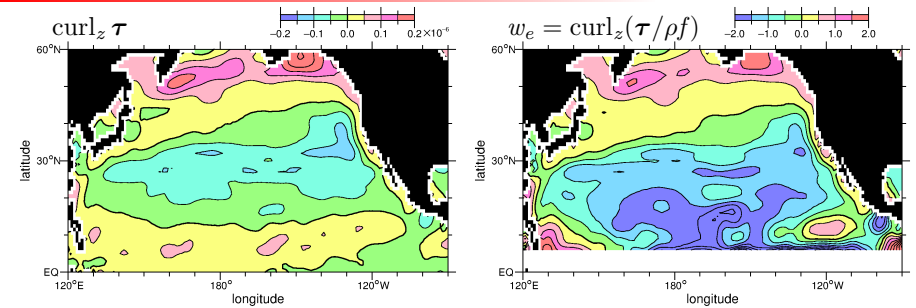 curl_z τ
−0.2 −0.1 0.0 0.1 0.2×10⁻⁶
60°N
30°N
EQ
latitude
120°E 180° 120°W
longitude
w_e = curl_z(τ/ρf)
−2.0 −1.0 0.0 1.0 2.0
60°N
30°N
EQ
latitude
120°E 180° 120°W
longitude